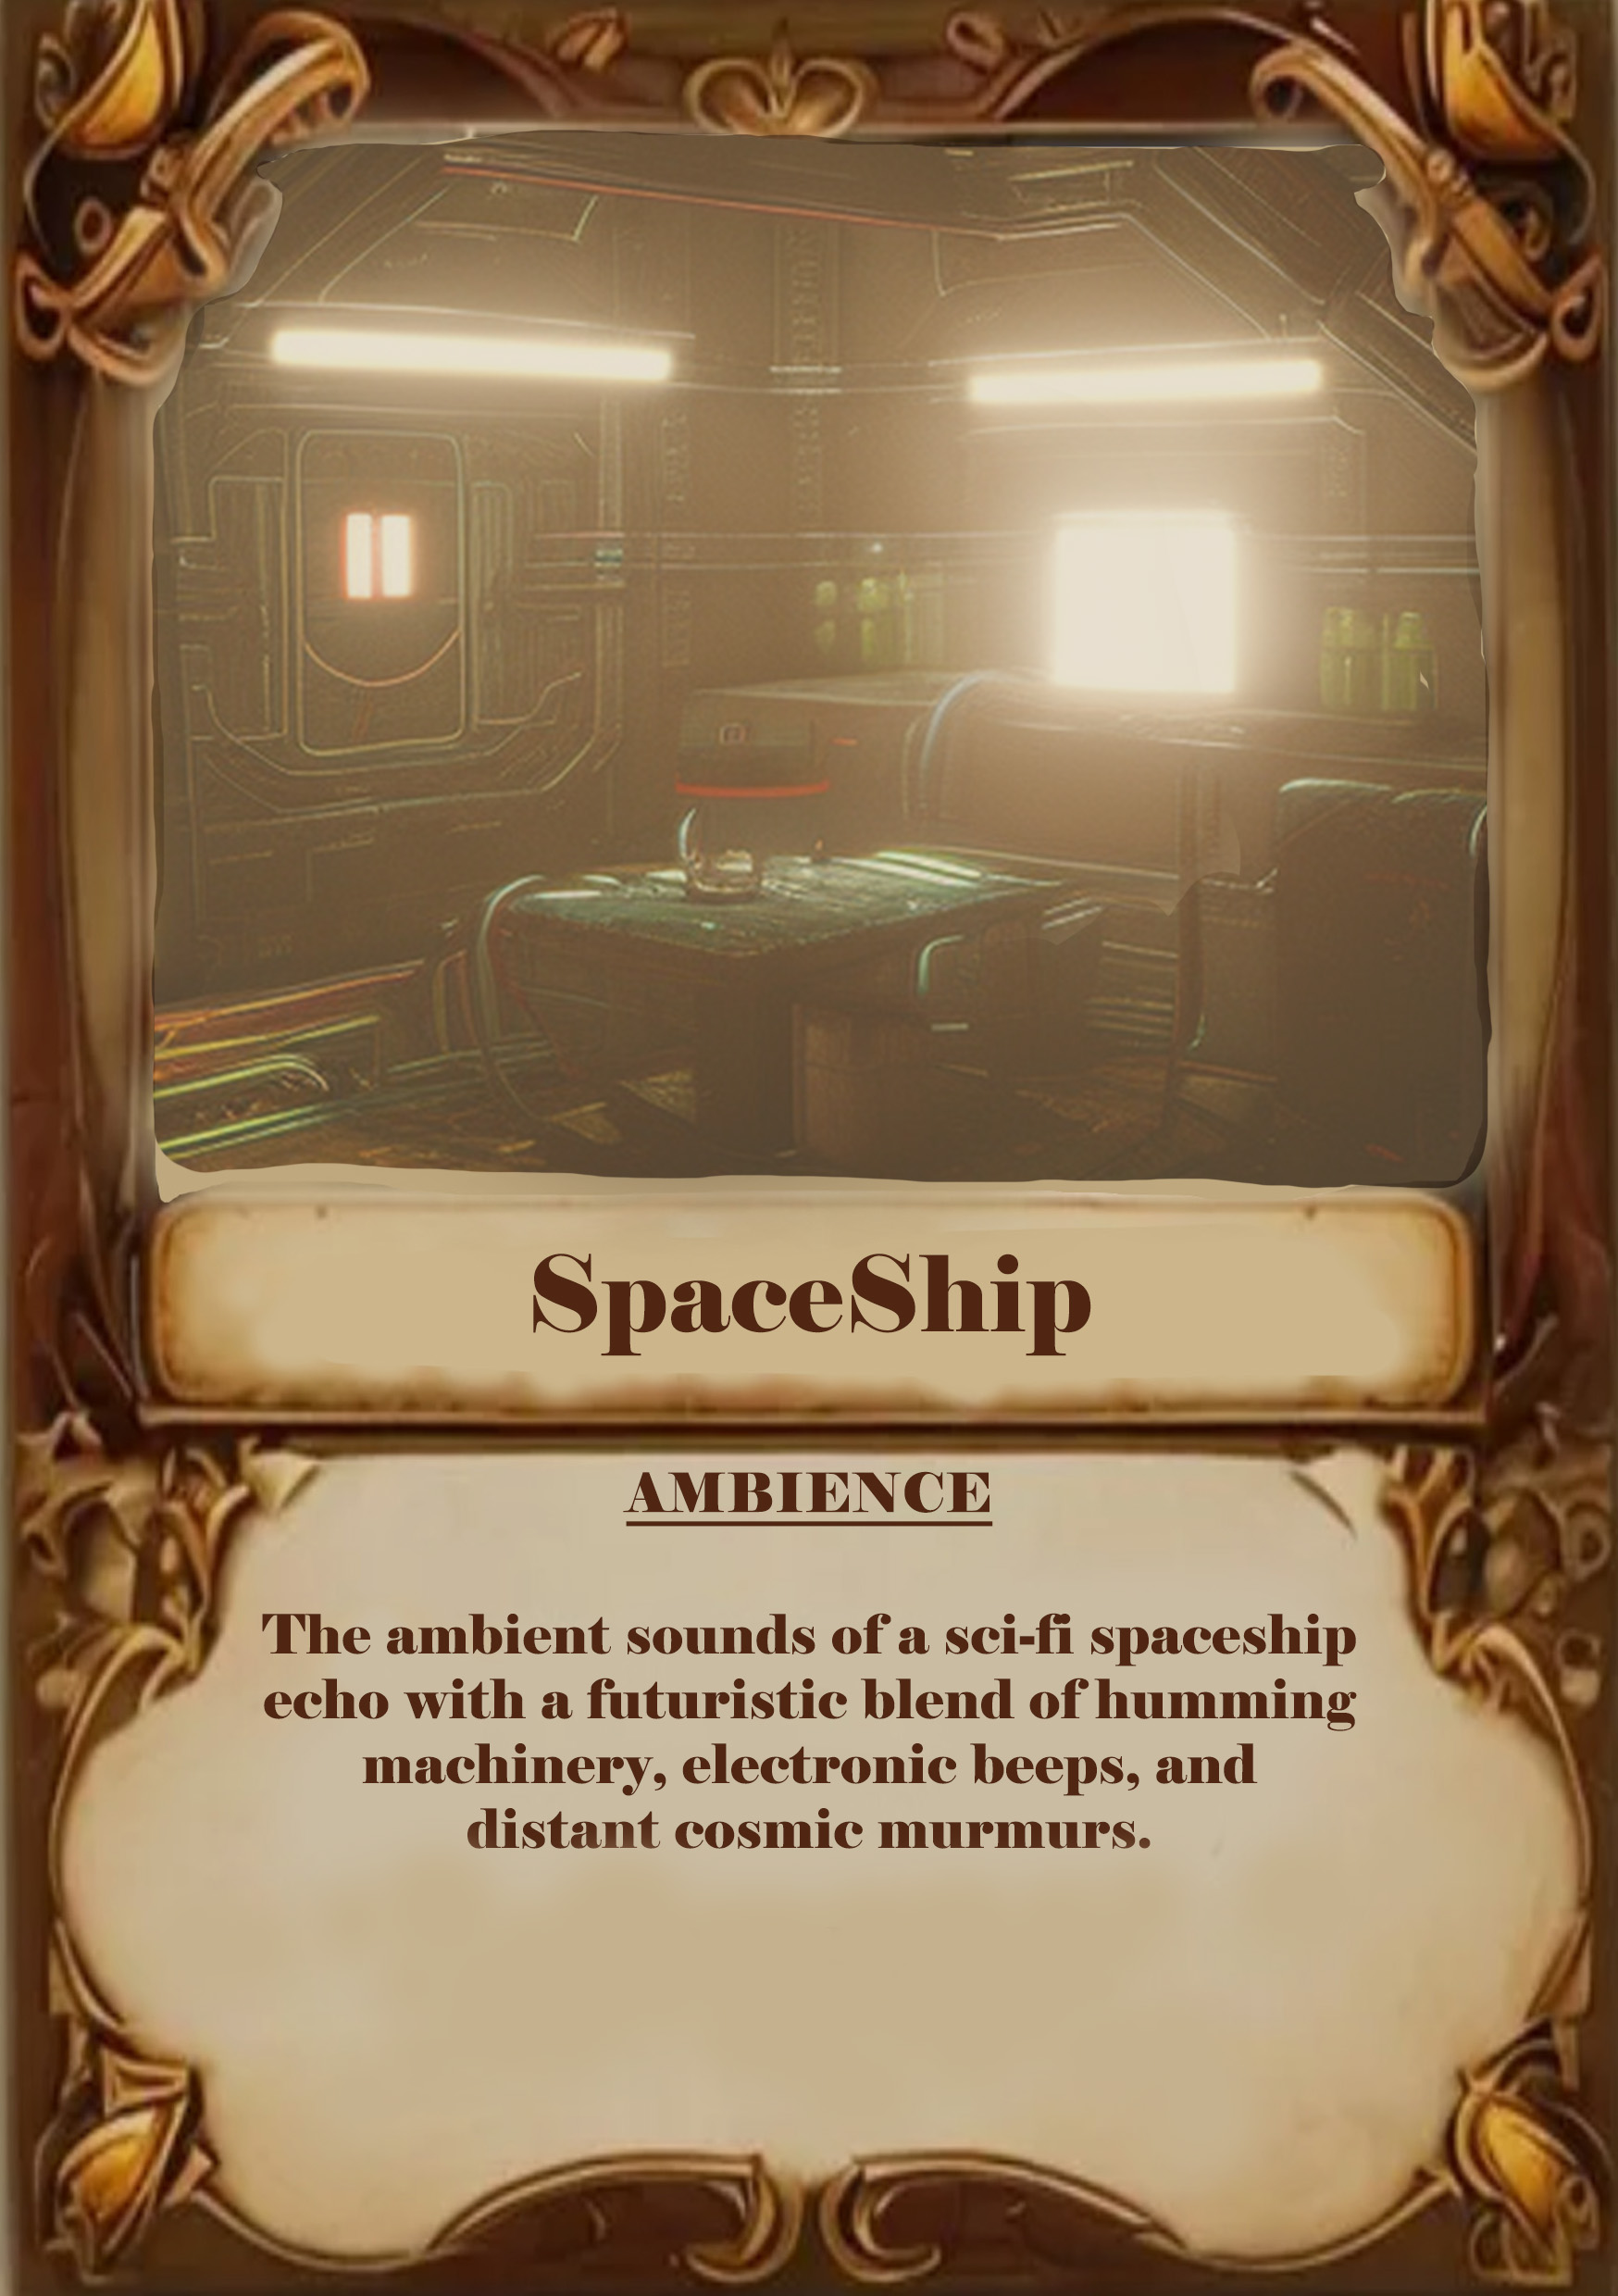 SpaceShip
AMBIENCE
The ambient sounds of a sci-fi spaceship
echo with a futuristic blend of humming
machinery, electronic beeps, and
distant cosmic murmurs.